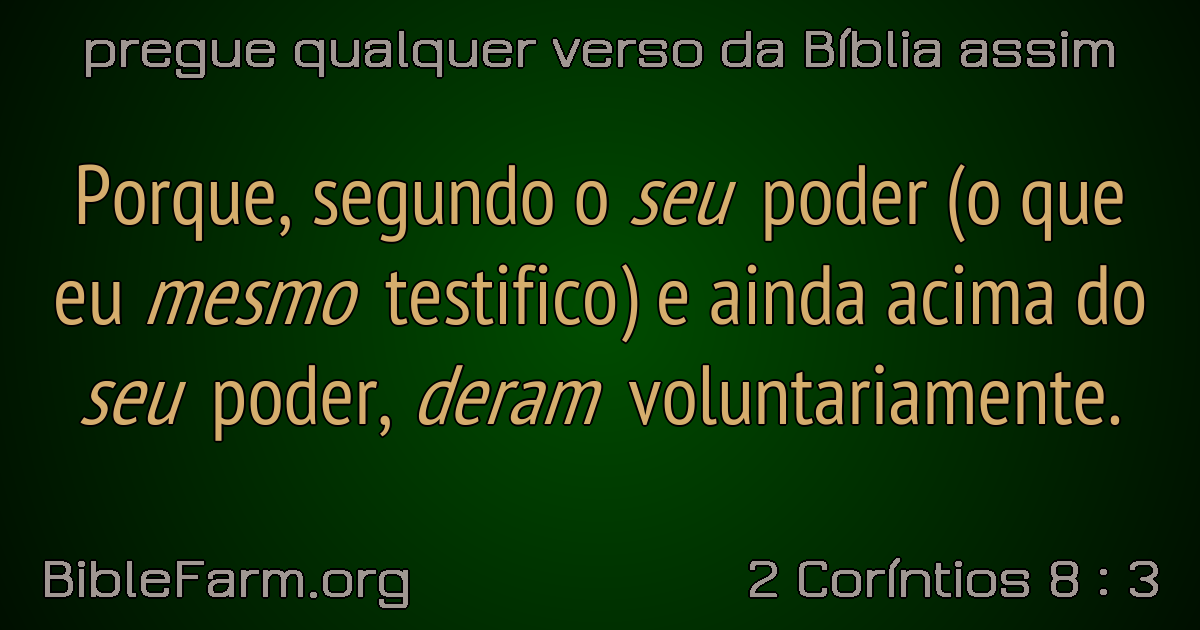 pregue qualquer verso da Bíblia assim
Porque, segundo o seu poder (o que
eu mesmo testifico) e ainda acima do
seu poder, deram voluntariamente.
BibleFarm.org
2 Coríntios 8 : 3